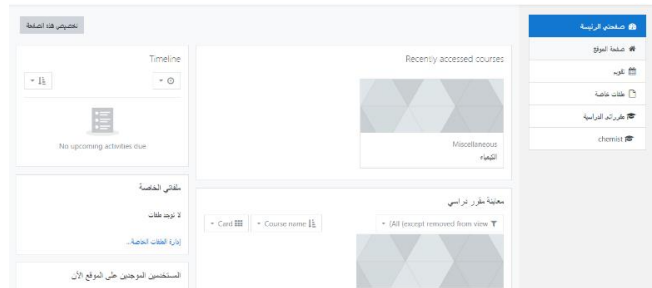 تخصيص هذه الصفحة
صفحتي الرئيسة
صفحة الموقع
تقويم
ملفات خاصة
مقرراتي الدراسية
chemist
Recently accessed courses
Miscellaneous
الكيمياء
معاينة مقرر دراسي
(All (except removed from view
Course name
Card
Timeline
No upcoming activities due
ملفاتي الخاصة
لا توجد ملفات
إدارة الملفات الخاصة...
المستخدمين الموجودين على الموقع الآن